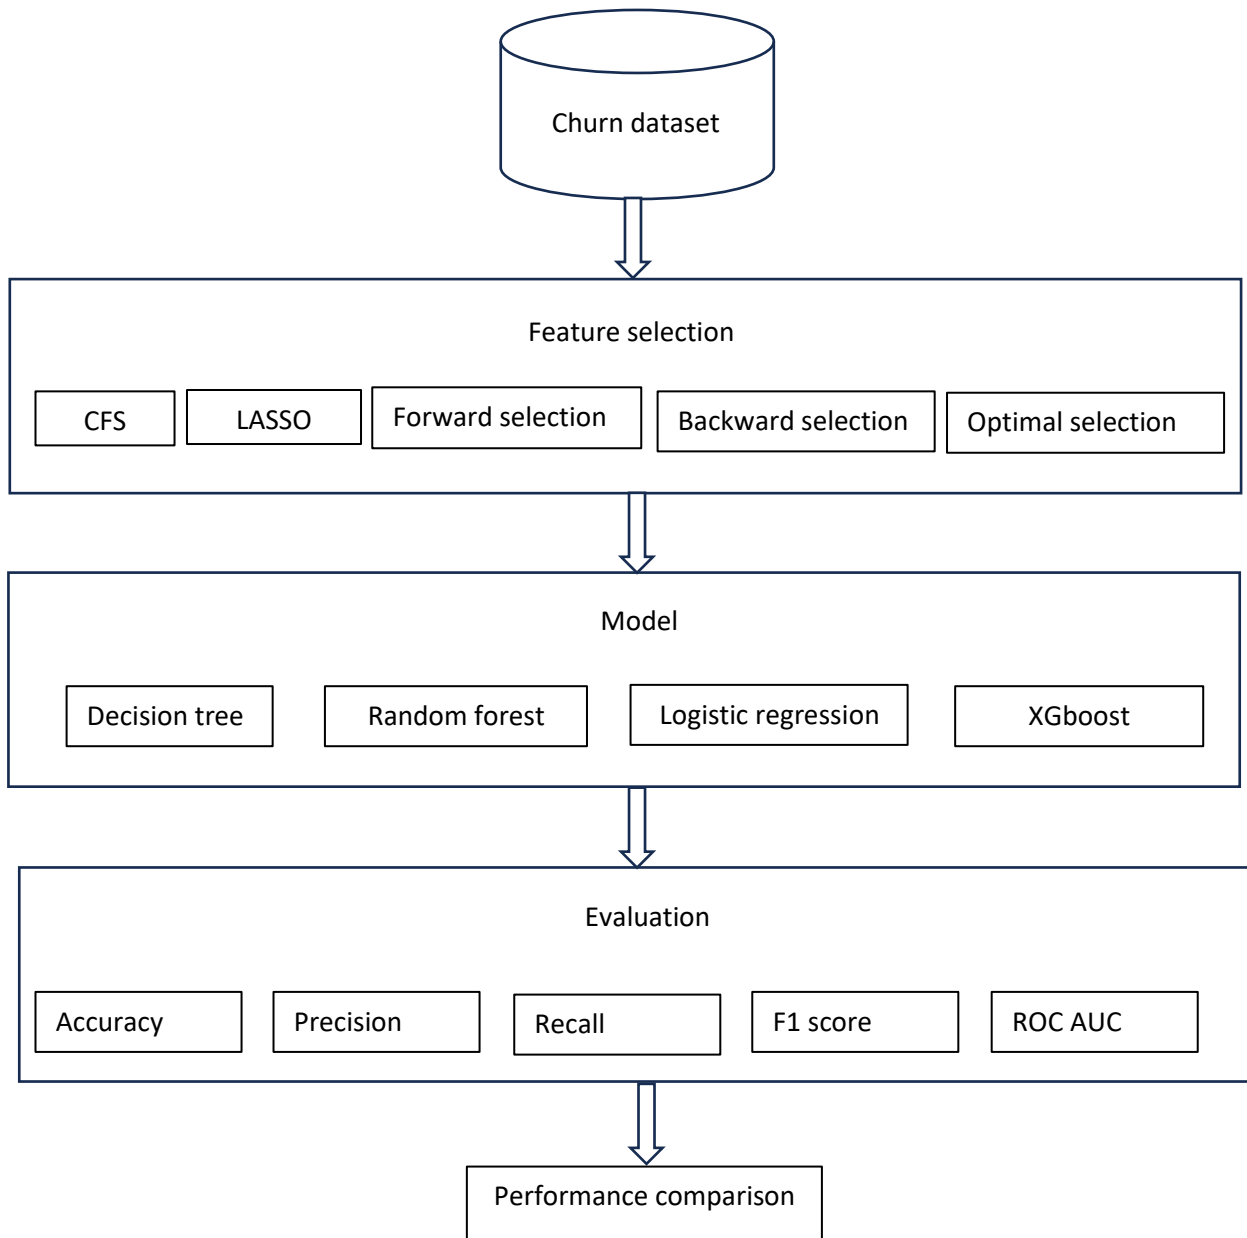 Churn dataset
Feature selection
CFS
LASSO
Forward selection
Backward selection
Optimal selection
Model
Decision tree
Random forest
Logistic regression
XGboost
Evaluation
Accuracy
Precision
Recall
F1 score
ROC AUC
Performance comparison